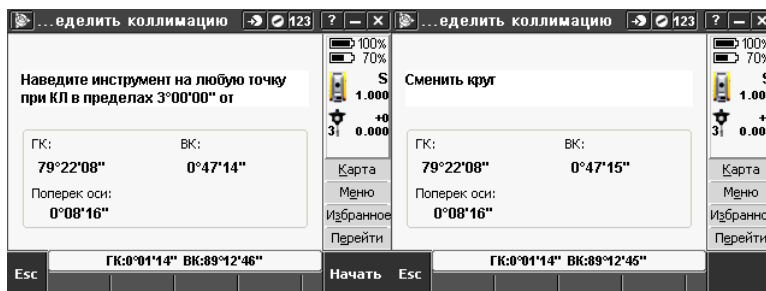 ...еделить коллимацию 123 ? – X
100%
70%
Наведите инструмент на любую точку
при КЛ в пределах 3°00'00" от
S
1.000
+0
3 0.000
ГК: ВК:
79°22'08" 0°47'14"
Поперек оси:
0°08'16"
Карта
Меню
Избранное
Перейти
ГК:0°01'14" ВК:89°12'46"
Esc
Начать
...еделить коллимацию 123 ? – X
100%
70%
Сменить круг
S
1.00
+
3 0.000
ГК: ВК:
79°22'08" 0°47'15"
Поперек оси:
0°08'16"
Карта
Меню
Избранно
Перейти
ГК:0°01'14" ВК:89°12'45"
Esc